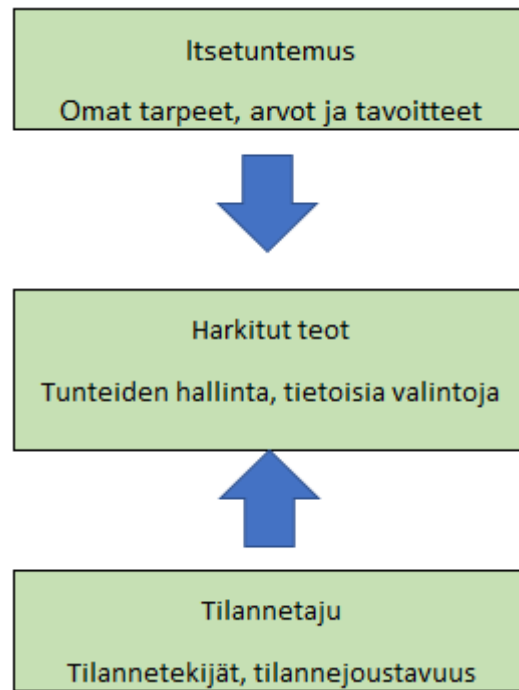 Itsetuntemus
Omat tarpeet, arvot ja tavoitteet
Harkitut teot
Tunteiden hallinta, tietoisia valintoja
Tilannetaju
Tilannetekijät, tilannejoustavuus